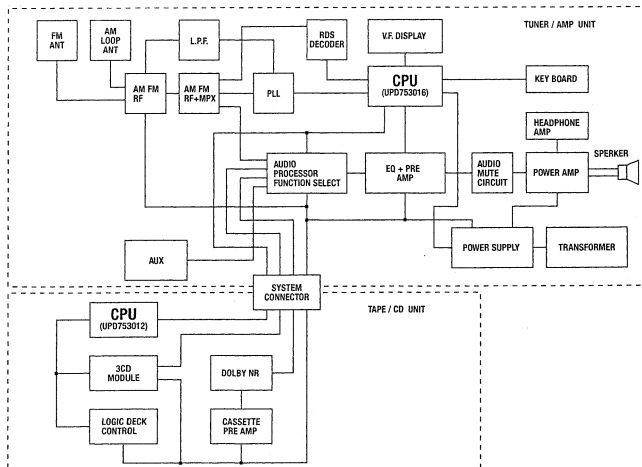 TUNER / AMP UNIT
FM
ANT
AM
LOOP
ANT
L.P.F.
RDS
DECODER
V.F. DISPLAY
AM FM
RF
AM FM
RF+MPX
PLL
CPU
(UPD753016)
KEY BOARD
HEADPHONE
AMP
SPERKER
AUDIO
PROCESSOR
FUNCTION SELECT
EQ + PRE
AMP
AUDIO
MUTE
CIRCUIT
POWER AMP
AUX
POWER SUPPLY
TRANSFORMER
SYSTEM
CONNECTOR
TAPE / CD UNIT
CPU
(UPD753012)
3CD
MODULE
DOLBY NR
LOGIC DECK
CONTROL
CASSETTE
PRE AMP